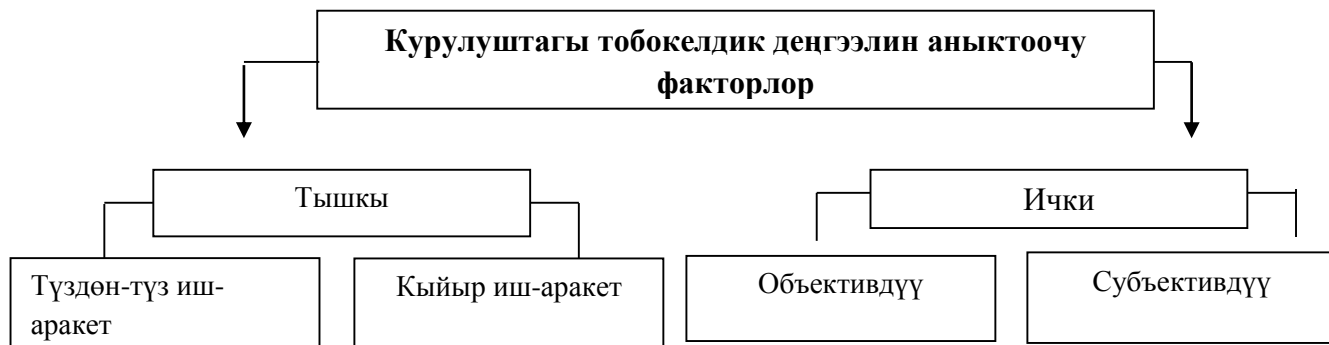 Курулуштагы тобокелдик деңгээлин аныктоочу
факторлор
Тышкы
Ички
Түздөн-түз иш-
аракет
Кыйыр иш-аракет
Объективдүү
Субъективдүү